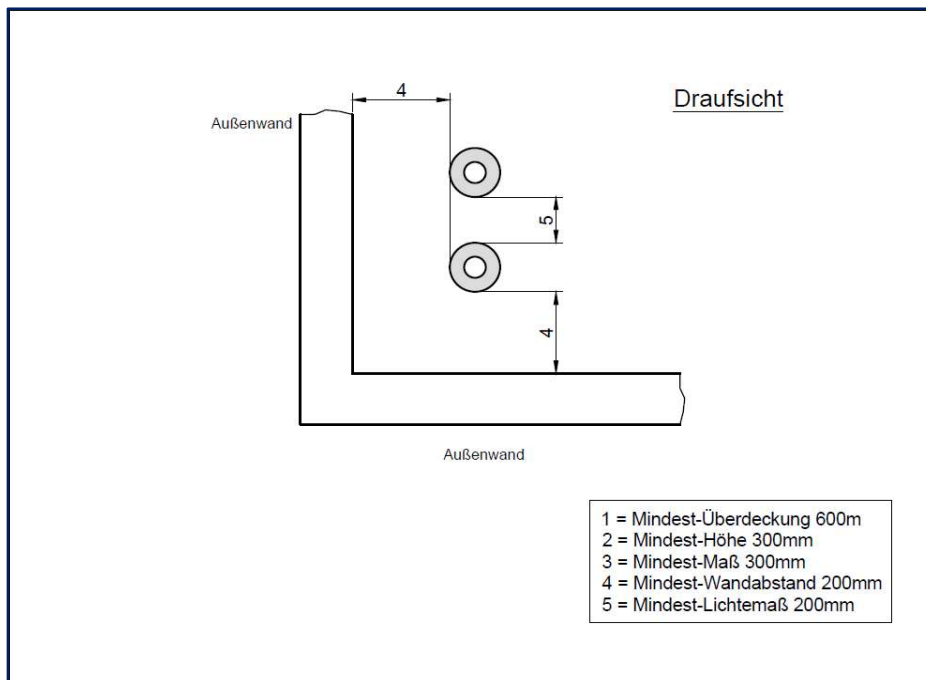 4
Draufsicht
Außenwand
5
4
Außenwand
1 = Mindest-Überdeckung 600m
2 = Mindest-Höhe 300mm
3 = Mindest-Maß 300mm
4 = Mindest-Wandabstand 200mm
5 = Mindest-Lichtemaß 200mm